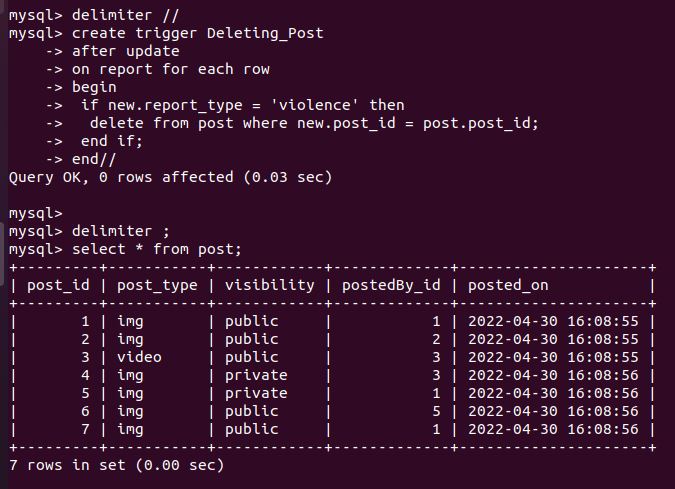 mysql> delimiter //
mysql> create trigger Deleting_Post
    -> after update
    -> on report for each row
    -> begin
    ->  if new.report_type = 'violence' then
    ->   delete from post where new.post_id = post.post_id;
    ->  end if;
    -> end//
Query OK, 0 rows affected (0.03 sec)

mysql>
mysql> delimiter ;
mysql> select * from post;
+---------+-----------+------------+-------------+---------------------+
| post_id | post_type | visibility | postedBy_id | posted_on           |
+---------+-----------+------------+-------------+---------------------+
|       1 | img       | public     |           1 | 2022-04-30 16:08:55 |
|       2 | img       | public     |           2 | 2022-04-30 16:08:55 |
|       3 | video     | public     |           3 | 2022-04-30 16:08:55 |
|       4 | img       | private    |           3 | 2022-04-30 16:08:56 |
|       5 | img       | private    |           1 | 2022-04-30 16:08:56 |
|       6 | img       | public     |           5 | 2022-04-30 16:08:56 |
|       7 | img       | public     |           1 | 2022-04-30 16:08:56 |
+---------+-----------+------------+-------------+---------------------+
7 rows in set (0.00 sec)